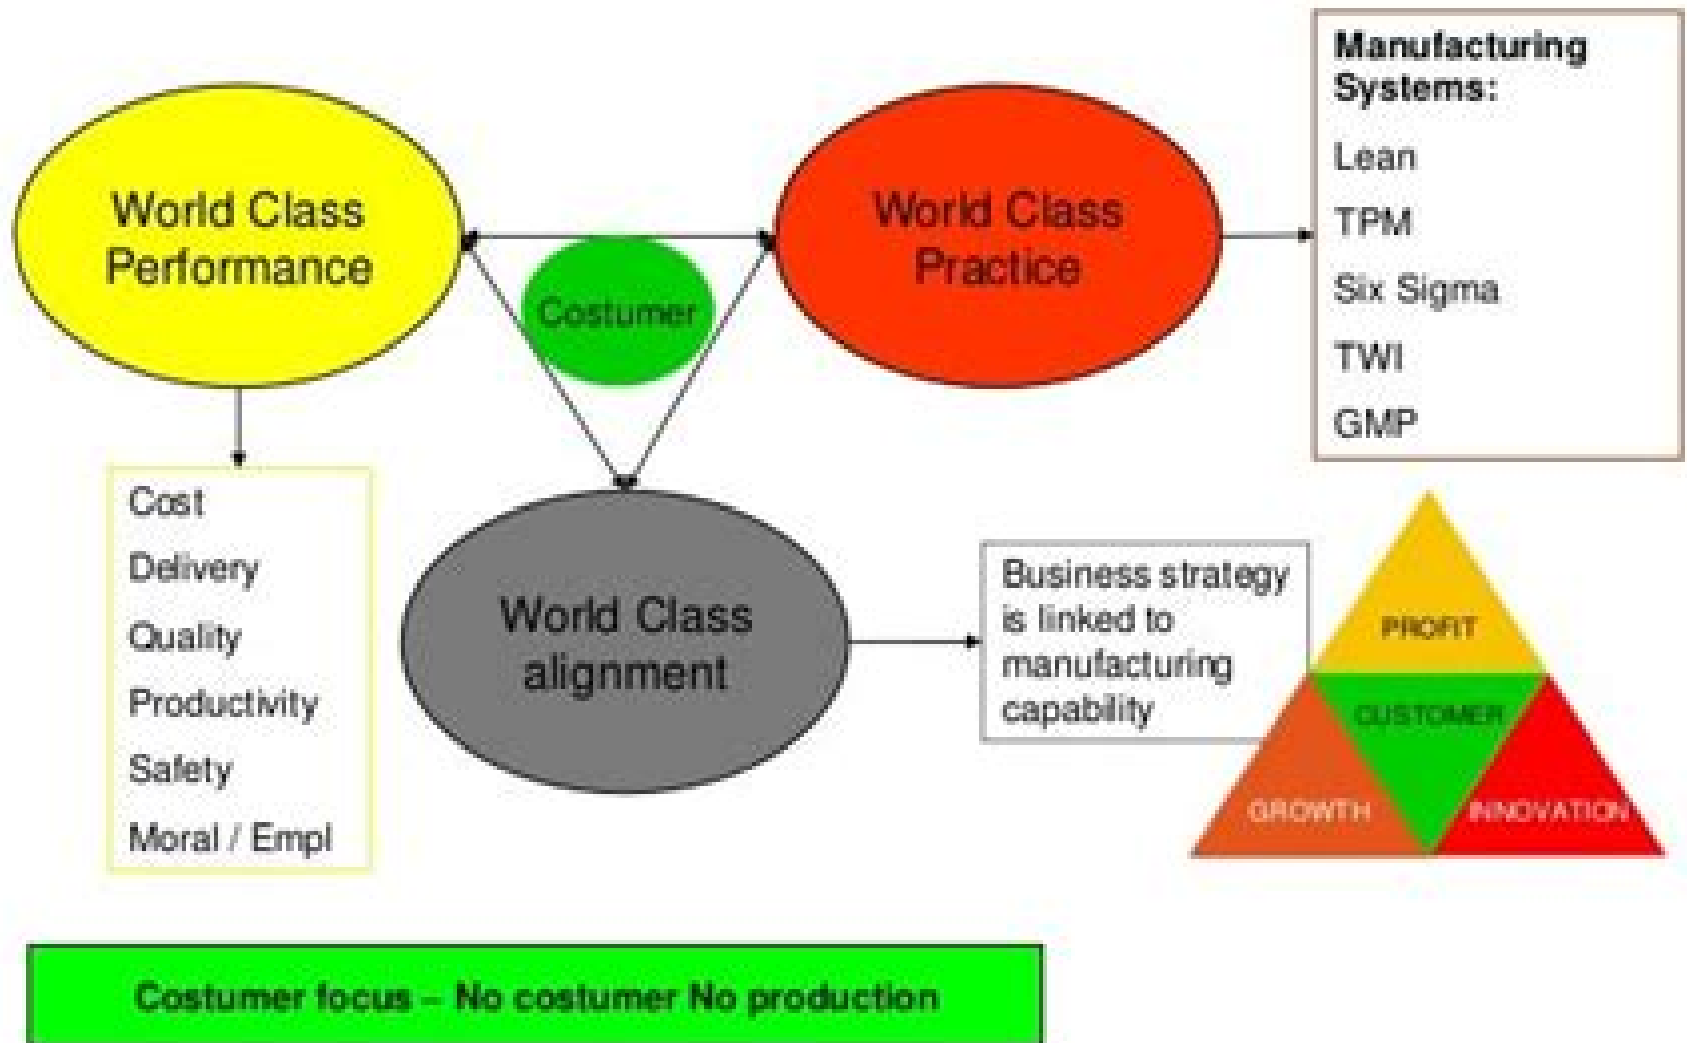 World Class
Performance
Costumer
World Class
Practice
Manufacturing
Systems:
Lean
TPM
Six Sigma
TWI
GMP
Cost
Delivery
Quality
Productivity
Safety
Moral / Empl
World Class
alignment
Business strategy
is linked to
manufacturing
capability
PROFIT
CUSTOMER
GROWTH
INNOVATION
Costumer focus – No costumer No production